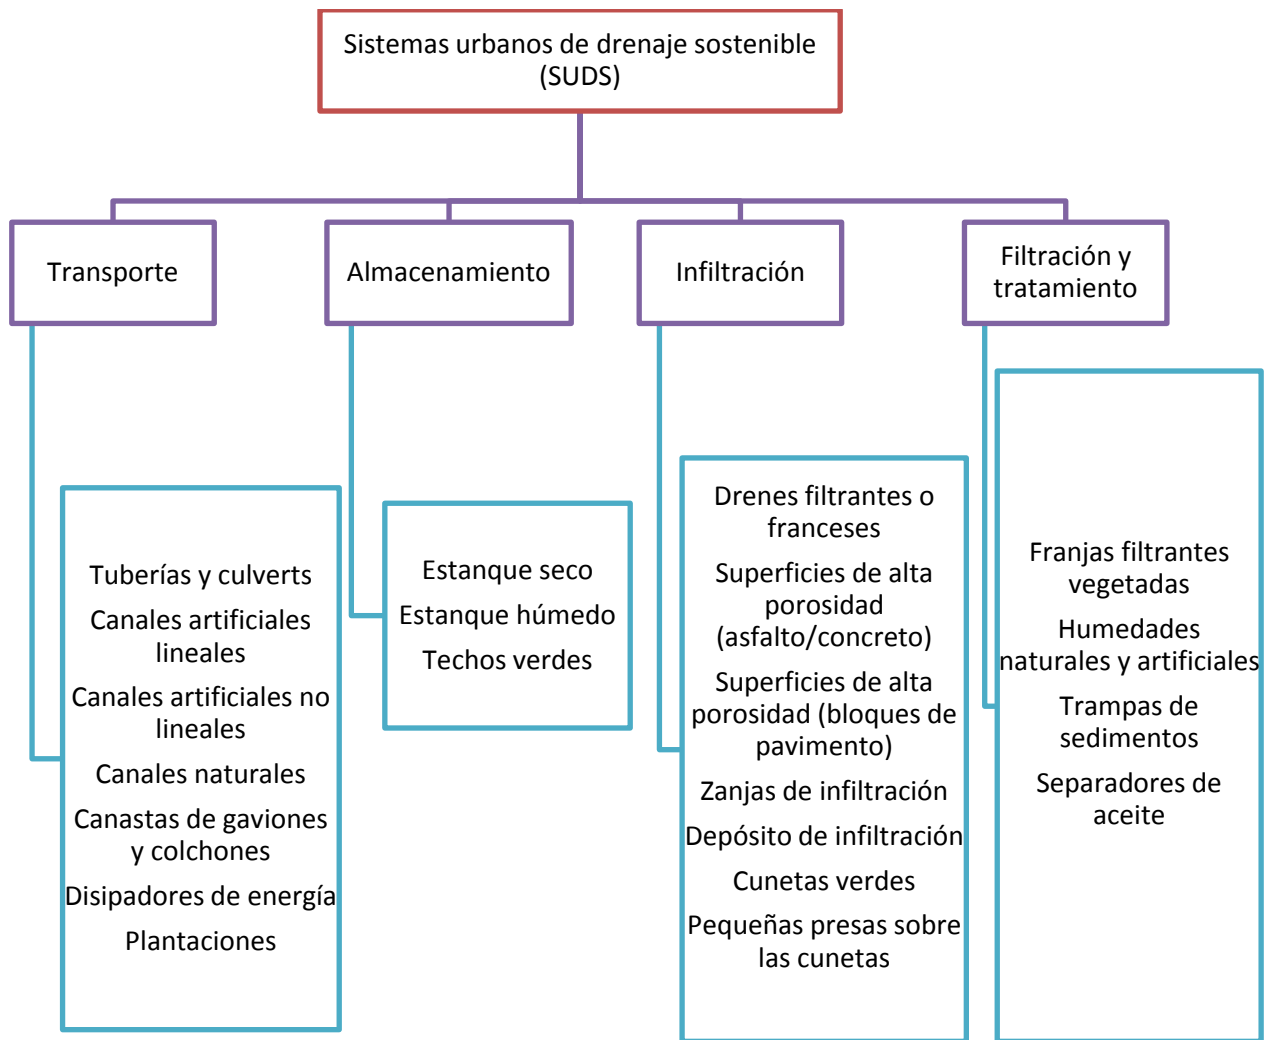 Sistemas urbanos de drenaje sostenible
(SUDS)
Transporte
Almacenamiento
Infiltración
Filtración y
tratamiento
Tuberías y culverts
Canales artificiales
lineales
Canales artificiales no
lineales
Canales naturales
Canastas de gaviones
y colchones
Disipadores de energía
Plantaciones
Estanque seco
Estanque húmedo
Techos verdes
Drenes filtrantes o
franceses
Superficies de alta
porosidad
(asfalto/concreto)
Superficies de alta
porosidad (bloques de
pavimento)
Zanjas de infiltración
Depósito de infiltración
Cunetas verdes
Pequeñas presas sobre
las cunetas
Franjas filtrantes
vegetadas
Humedades
naturales y artificiales
Trampas de
sedimentos
Separadores de
aceite